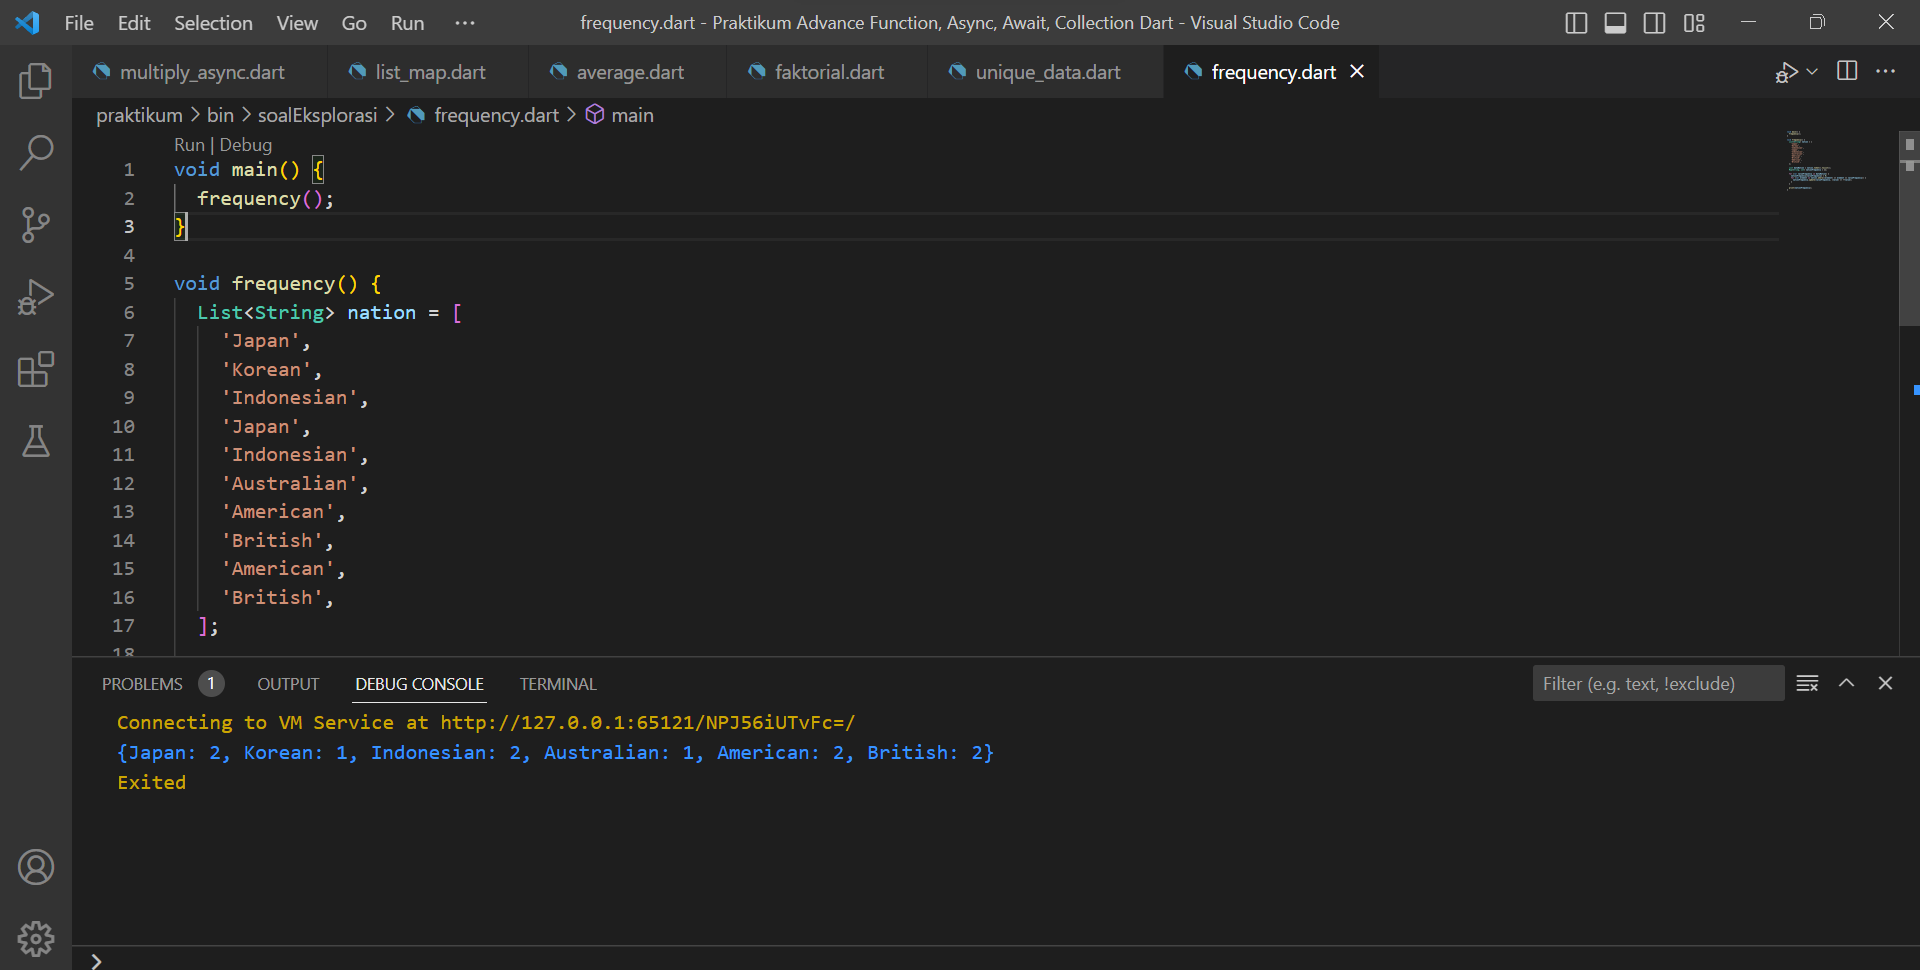 File Edit Selection View Go Run ··· frequency.dart - Praktikum Advance Function, Async, Await, Collection Dart - Visual Studio Code
multiply_async.dart list_map.dart average.dart faktorial.dart unique_data.dart frequency.dart
praktikum > bin > soalEksplorasi > frequency.dart > main
Run | Debug
1 void main() {
2 frequency();
3 }
4
5 void frequency() {
6 List<String> nation = [
7 'Japan',
8 'Korean',
9 'Indonesian',
10 'Japan',
11 'Indonesian',
12 'Australian',
13 'American',
14 'British',
15 'American',
16 'British',
17 ];
18
PROBLEMS 1 OUTPUT DEBUG CONSOLE TERMINAL Filter (e.g. text, !exclude)
Connecting to VM Service at http://127.0.0.1:65121/NPJ56iUTvFc=/
{Japan: 2, Korean: 1, Indonesian: 2, Australian: 1, American: 2, British: 2}
Exited
>